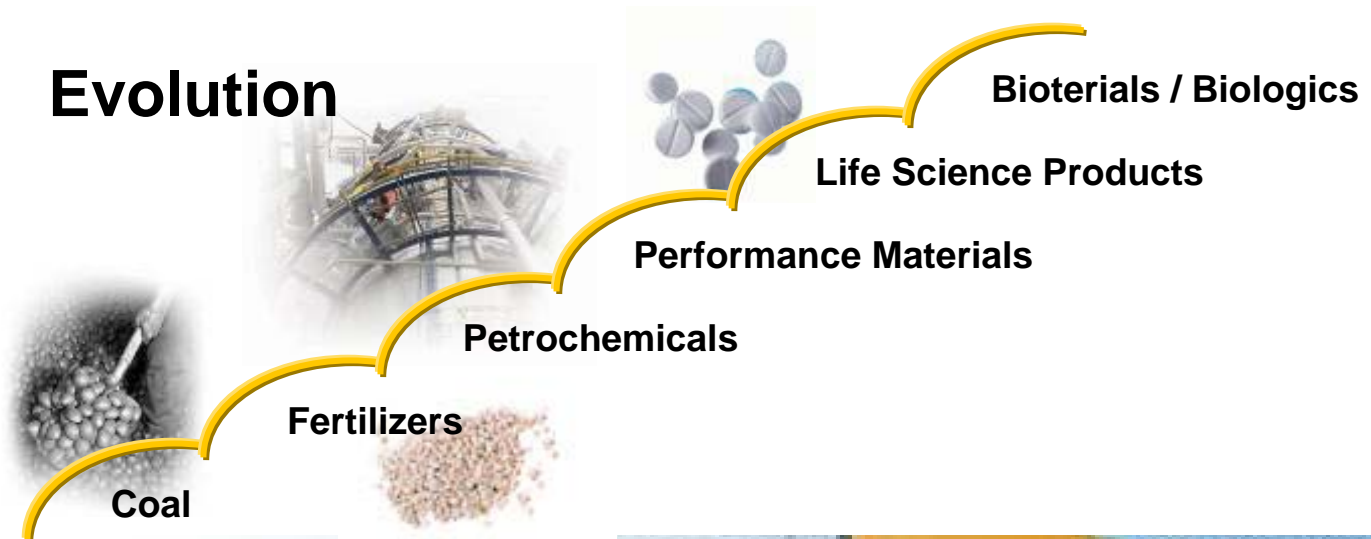 Evolution
Bioterials / Biologics
Life Science Products
Performance Materials
Petrochemicals
Fertilizers
Coal